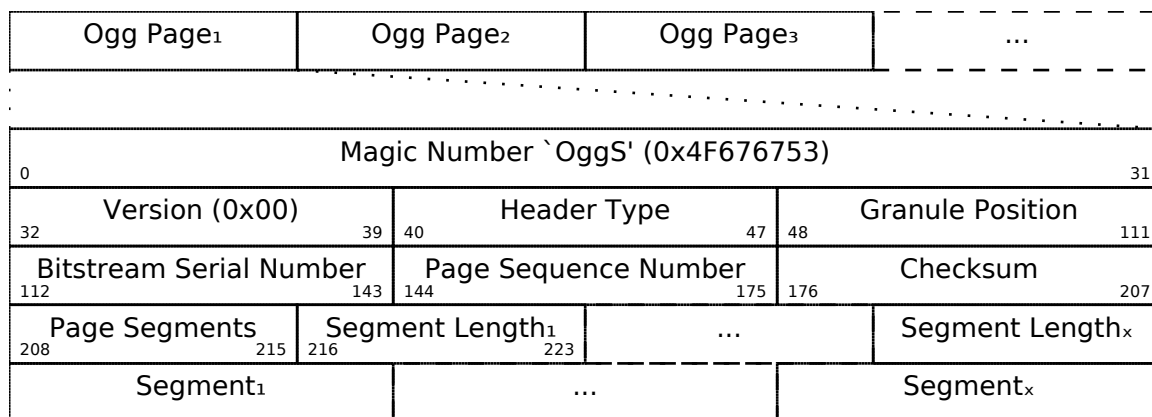 Ogg Page₁ Ogg Page₂ Ogg Page₃ ...
Magic Number `OggS' (0x4F676753)
0 31
Version (0x00) Header Type Granule Position
32 39 40 47 48 111
Bitstream Serial Number Page Sequence Number Checksum
112 143 144 175 176 207
Page Segments Segment Length₁ ... Segment Lengthₓ
208 215 216 223
Segment₁ ... Segmentₓ